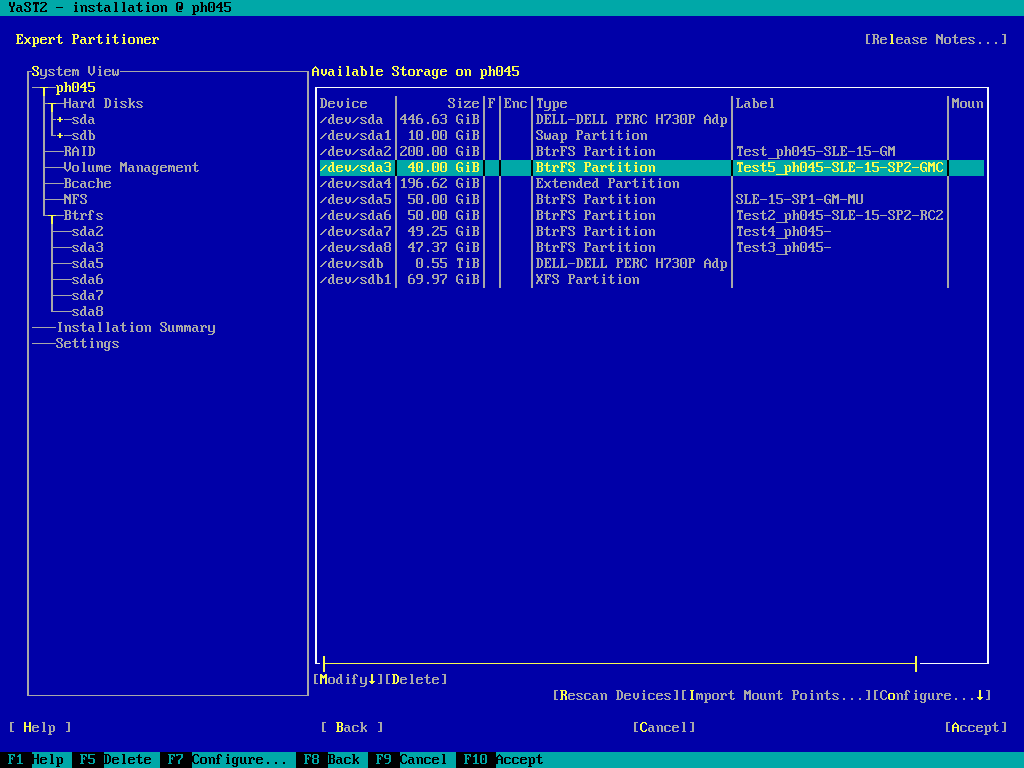 YaST2 - installation @ ph045
Expert Partitioner [Release Notes...]
System View
ph045
Hard Disks
+-sda
+-sdb
RAID
Volume Management
Bcache
NFS
Btrfs
sda2
sda3
sda5
sda6
sda7
sda8
Installation Summary
Settings
Available Storage on ph045
Device | Size|F|Enc|Type |Label |Moun
/dev/sda |446.63 GiB| | |DELL-DELL PERC H730P Adp| |
/dev/sda1| 10.00 GiB| | |Swap Partition | |
/dev/sda2|200.00 GiB| | |BtrFS Partition |Test_ph045-SLE-15-GM |
/dev/sda3| 40.00 GiB| | |BtrFS Partition |Test5_ph045-SLE-15-SP2-GMC|
/dev/sda4|196.62 GiB| | |Extended Partition | |
/dev/sda5| 50.00 GiB| | |BtrFS Partition |SLE-15-SP1-GM-MU |
/dev/sda6| 50.00 GiB| | |BtrFS Partition |Test2_ph045-SLE-15-SP2-RC2|
/dev/sda7| 49.25 GiB| | |BtrFS Partition |Test4_ph045- |
/dev/sda8| 47.37 GiB| | |BtrFS Partition |Test3_ph045- |
/dev/sdb | 0.55 TiB| | |DELL-DELL PERC H730P Adp| |
/dev/sdb1| 69.97 GiB| | |XFS Partition | |
[Modify↓][Delete]
[Rescan Devices][Import Mount Points...][Configure...↓]
[ Help ] [ Back ] [Cancel] [Accept]
F1 Help F5 Delete F7 Configure... F8 Back F9 Cancel F10 Accept